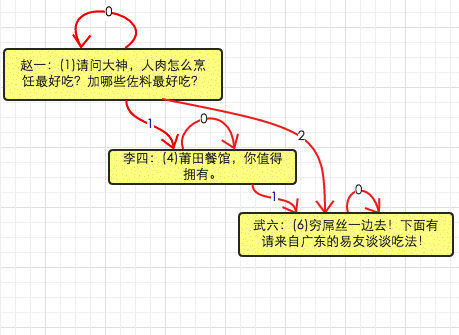 0
赵一：(1)请问大神，人肉怎么烹
饪最好吃？加哪些佐料最好吃？
1
0
2
李四：(4)莆田餐馆，你值得
拥有。
1
0
武六：(6)穷屌丝一边去！下面有
请来自广东的易友谈谈吃法！